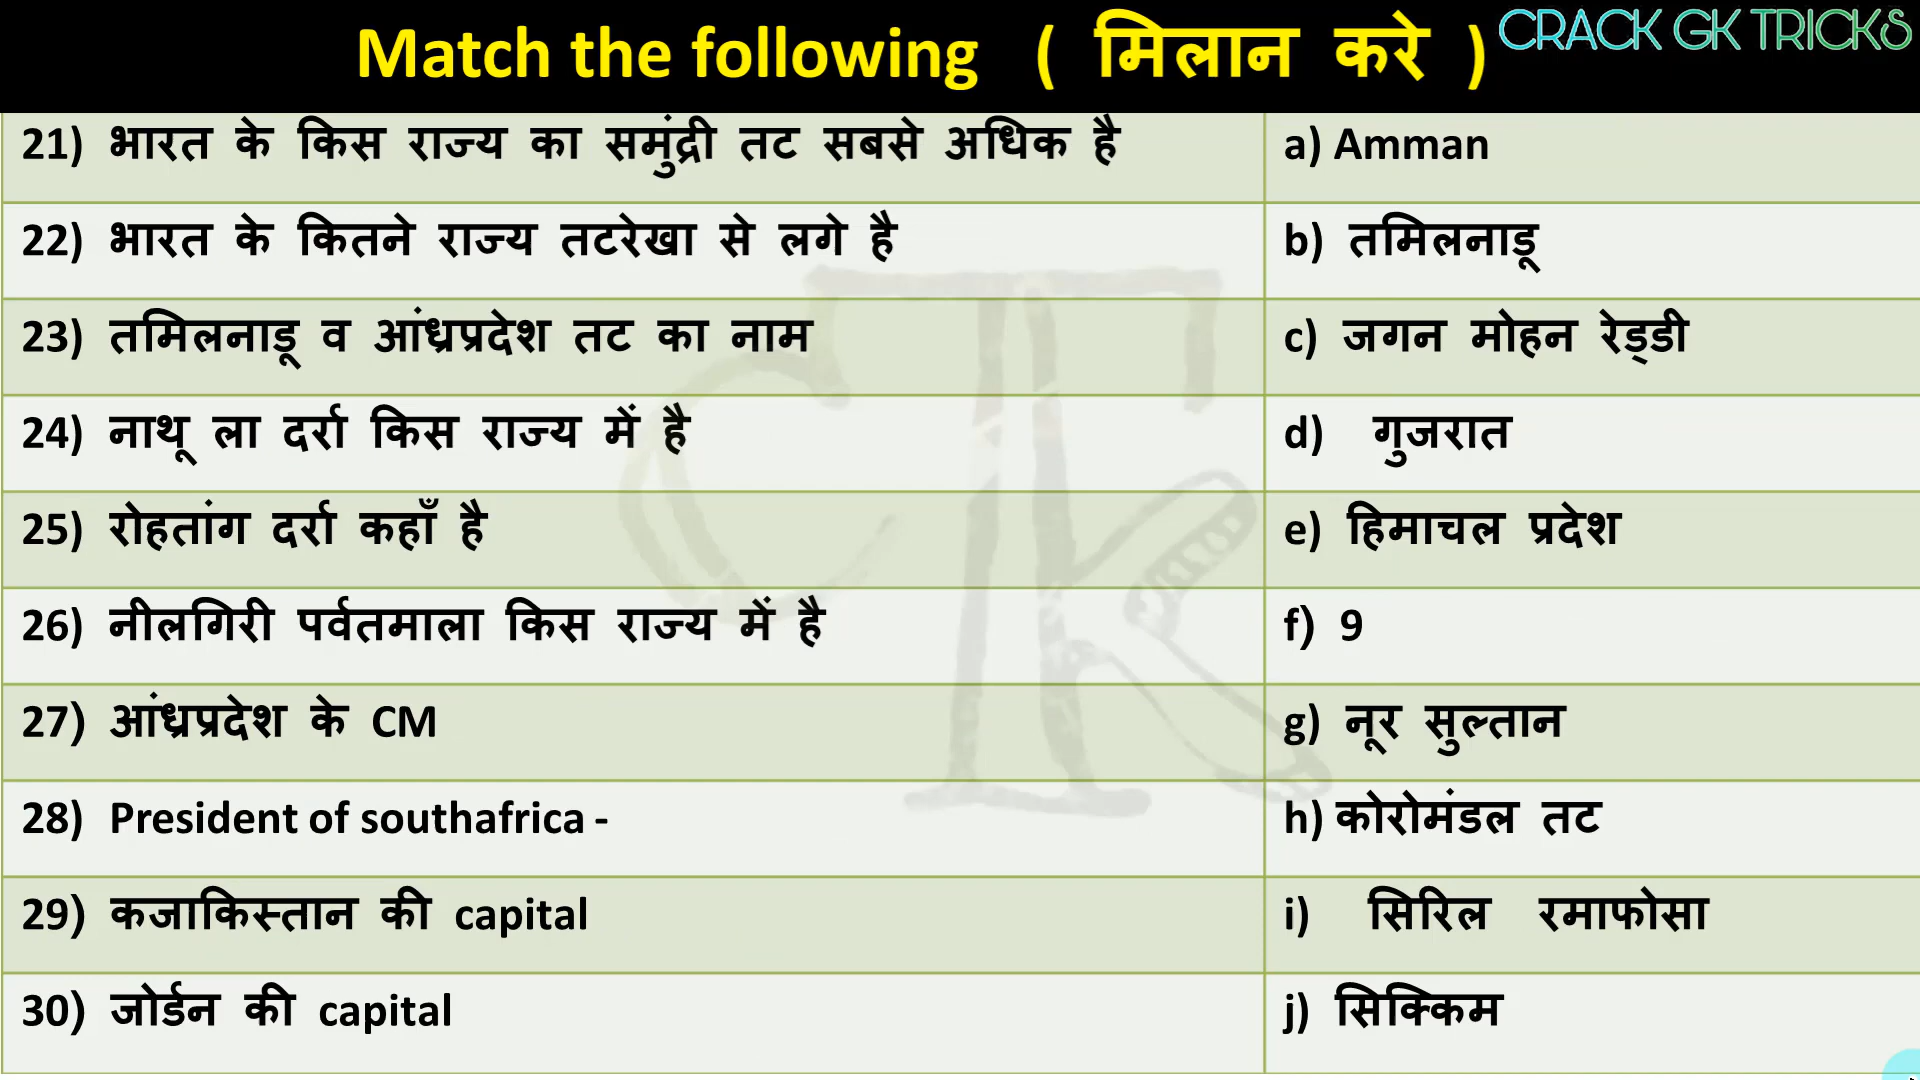 Match the following ( मिलान करे )
CRACK GK TRICKS
21) भारत के किस राज्य का समुंद्री तट सबसे अधिक है
a) Amman
22) भारत के कितने राज्य तटरेखा से लगे है
b) तमिलनाडू
23) तमिलनाडू व आंध्रप्रदेश तट का नाम
c) जगन मोहन रेड्डी
24) नाथू ला दर्रा किस राज्य में है
d) गुजरात
25) रोहतांग दर्रा कहाँ है
e) हिमाचल प्रदेश
26) नीलगिरी पर्वतमाला किस राज्य में है
f) 9
27) आंध्रप्रदेश के CM
g) नूर सुल्तान
28) President of southafrica -
h) कोरोमंडल तट
29) कजाकिस्तान की capital
i) सिरिल रमाफोसा
30) जोर्डन की capital
j) सिक्किम